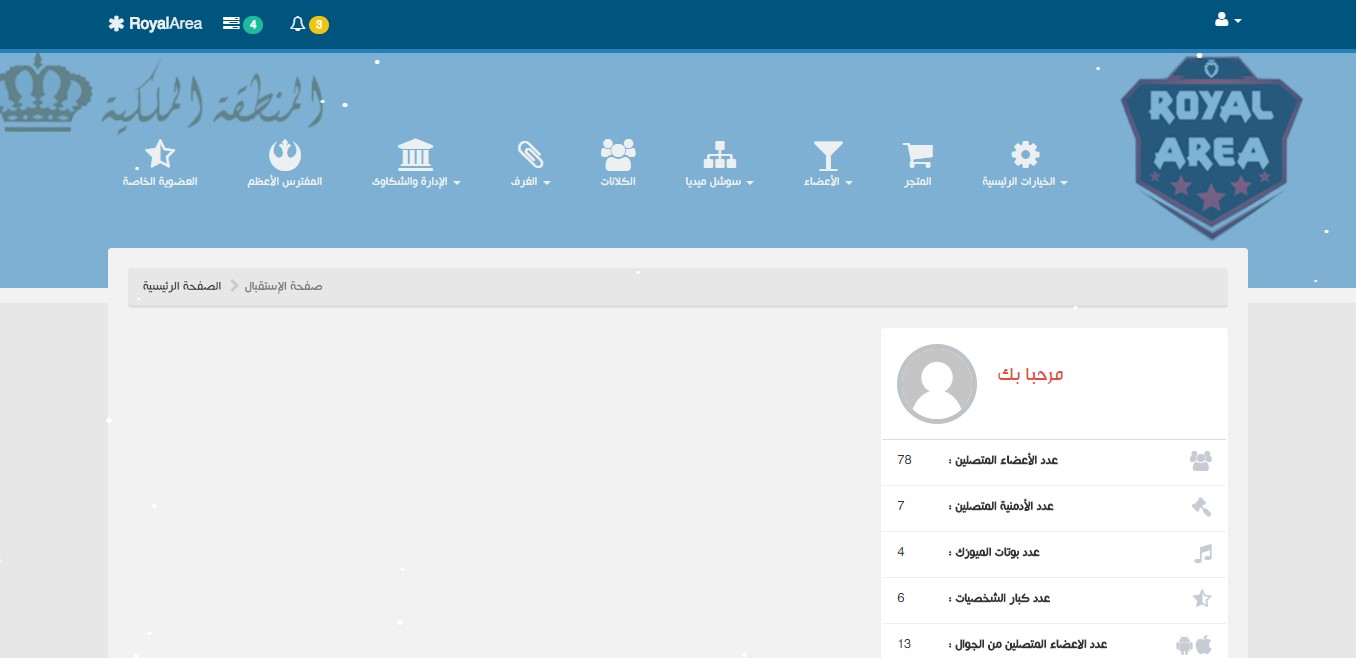 RoyalArea 4 3
المنطقة الملكية
ROYAL
AREA
الخيارات الرئيسية
المتجر
الأعضاء
سوشل ميديا
الكلانات
الغرف
الإدارة والشكاوى
المفترس الأعظم
العضوية الخاصة
الصفحة الرئيسية
صفحة الإستقبال
مرحبا بك
عدد الأعضاء المتصلين : 78
عدد الأدمنية المتصلين : 7
عدد بوتات الميوزك : 4
عدد كبار الشخصيات : 6
عدد الاعضاء المتصلين من الجوال : 13